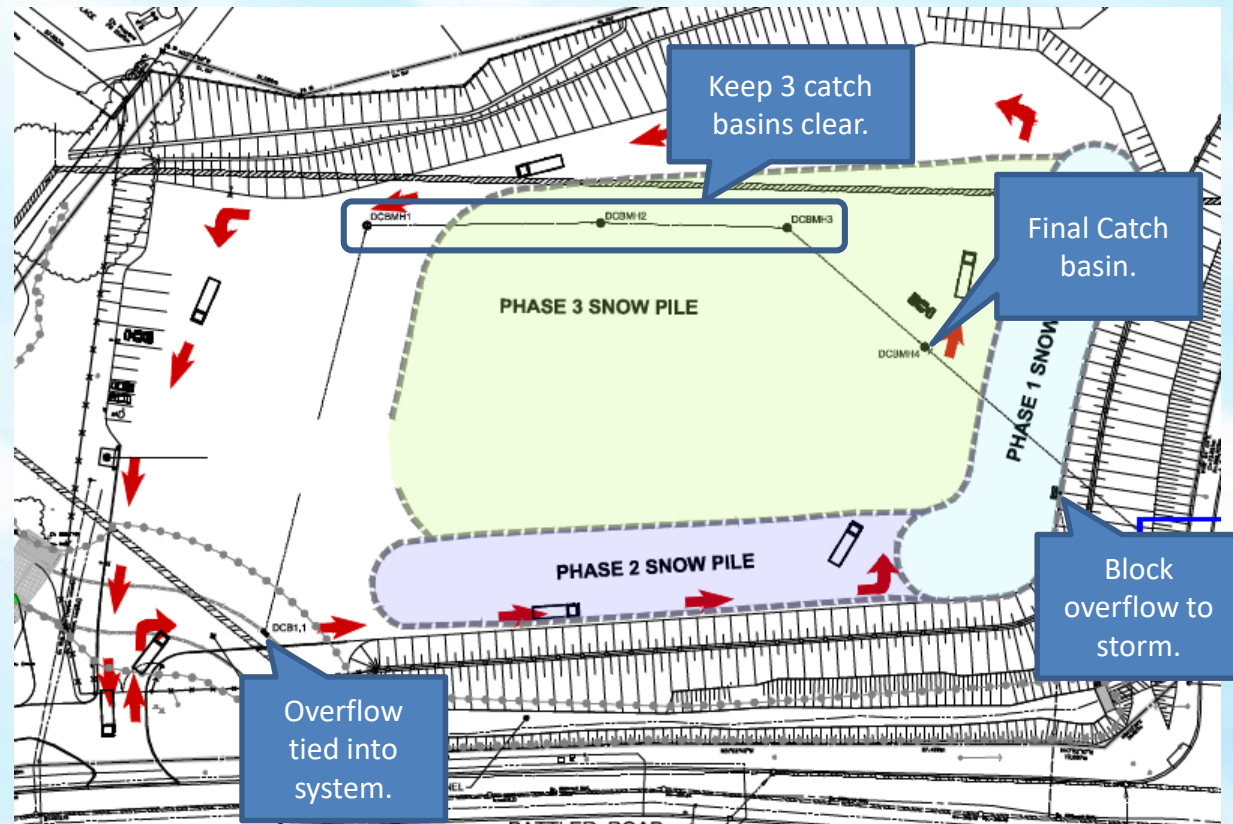 PLACE
Keep 3 catch
basins clear.
DCBMH1
DCBMH2
DCBMH3
Final Catch
basin.
PHASE 3 SNOW PILE
DCBMH4
PHASE 1 SNOW
PHASE 2 SNOW PILE
Block
overflow to
storm.
DCB1,1
Overflow
tied into
system.